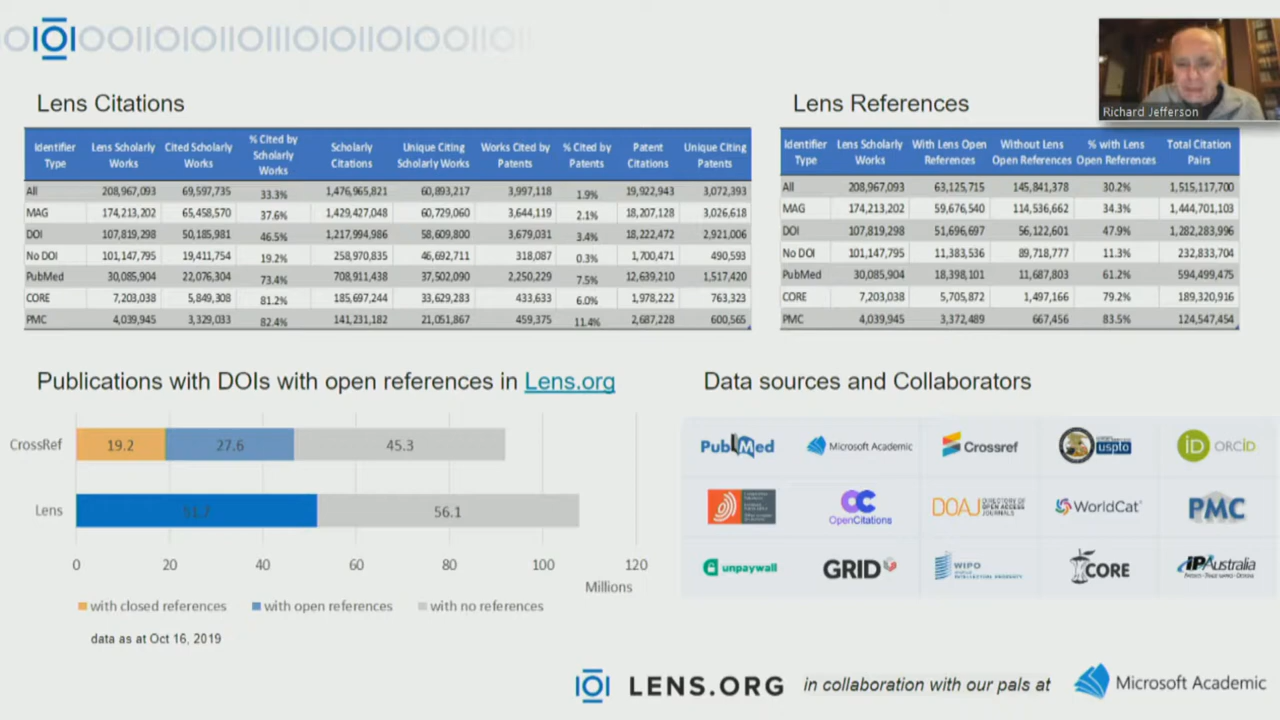 Richard Jefferson
Lens Citations
Identifier Type Lens Scholarly Works Cited Scholarly Works % Cited by Scholarly Works Scholarly Citations Unique Citing Scholarly Works Works Cited by Patents % Cited by Patents Patent Citations Unique Citing Patents
All 208,967,093 69,597,735 33.3% 1,476,965,821 60,893,217 3,997,118 1.9% 19,922,943 3,072,393
MAG 174,213,202 65,458,570 37.6% 1,429,427,048 60,729,060 3,644,119 2.1% 18,207,128 3,026,618
DOI 107,819,298 50,185,981 46.5% 1,217,994,986 58,609,800 3,679,031 3.4% 18,222,472 2,921,006
No DOI 101,147,795 19,411,754 19.2% 258,970,835 46,692,711 318,087 0.3% 1,700,471 490,593
PubMed 30,085,904 22,076,304 73.4% 708,911,438 37,502,090 2,250,229 7.5% 12,639,210 1,517,420
CORE 7,203,038 5,849,308 81.2% 185,697,244 33,629,283 433,633 6.0% 1,978,222 763,323
PMC 4,039,945 3,329,033 82.4% 141,231,182 21,051,867 459,375 11.4% 2,687,228 600,565
Lens References
Identifier Type Lens Scholarly Works With Lens Open References Without Lens Open References % with Lens Open References Total Citation Pairs
All 208,967,093 63,125,715 145,841,378 30.2% 1,515,117,700
MAG 174,213,202 59,676,540 114,536,662 34.3% 1,444,701,103
DOI 107,819,298 51,696,697 56,122,601 47.9% 1,282,283,996
No DOI 101,147,795 11,383,536 89,718,777 11.3% 232,833,704
PubMed 30,085,904 18,398,101 11,687,803 61.2% 594,499,475
CORE 7,203,038 5,705,872 1,497,166 79.2% 189,320,916
PMC 4,039,945 3,372,489 667,456 83.5% 124,547,454
Publications with DOIs with open references in Lens.org
CrossRef 19.2 27.6 45.3
Lens 51.7 56.1
0 20 40 60 80 100 120
Millions
with closed references with open references with no references
data as at Oct 16, 2019
Data sources and Collaborators
PubMed Microsoft Academic Crossref uspto iD ORCID
OpenCitations DOAJ DIRECTORY OF OPEN ACCESS JOURNALS WorldCat PMC
unpaywall GRID WIPO CORE IPAustralia
LENS.ORG in collaboration with our pals at Microsoft Academic